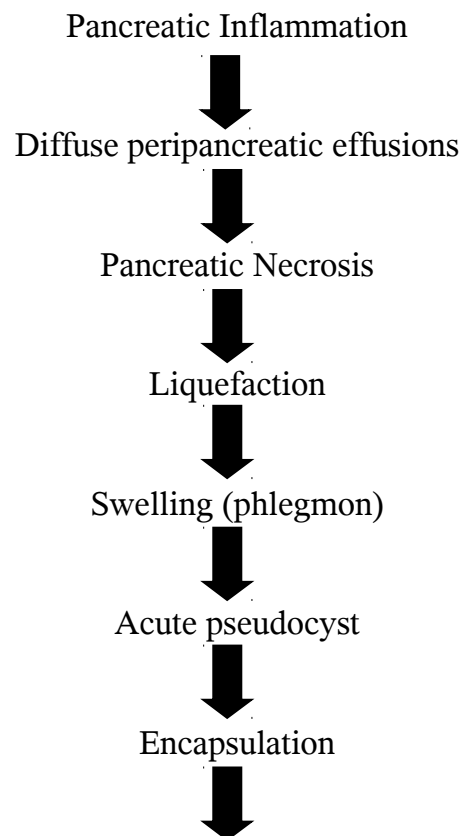 Pancreatic Inflammation
Diffuse peripancreatic effusions
Pancreatic Necrosis
Liquefaction
Swelling (phlegmon)
Acute pseudocyst
Encapsulation